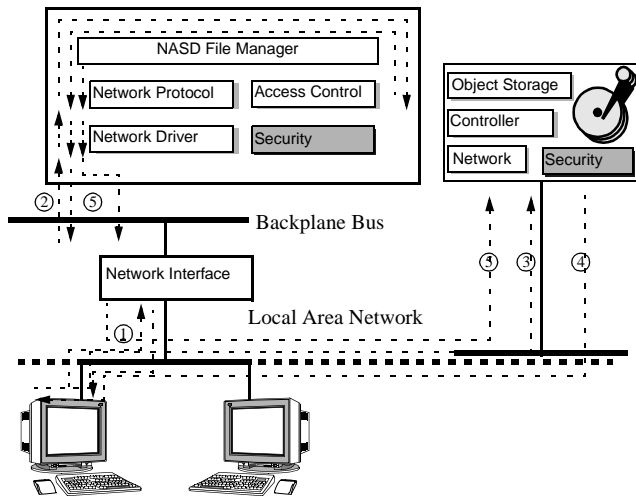 NASD File Manager
Network Protocol
Access Control
Network Driver
Security
Object Storage
Controller
Network
Security
② ⑤
Backplane Bus
Network Interface
⑤ ③ ④
Local Area Network
①